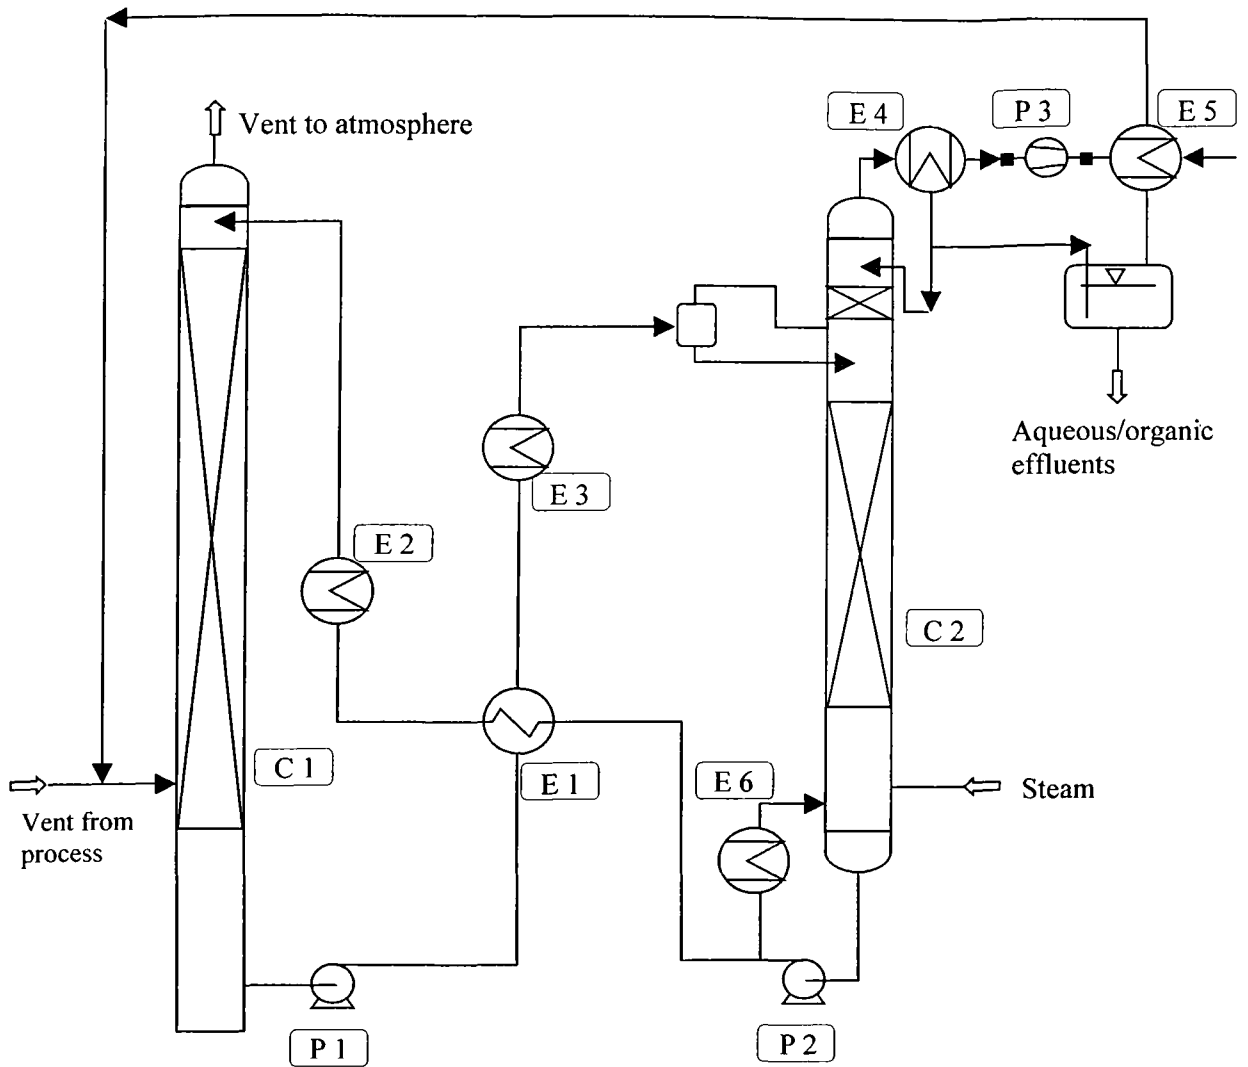 E 4
P 3
E 5
Vent to atmosphere
Aqueous/organic
effluents
E 3
E 2
C 2
C 1
E 1
E 6
Steam
Vent from
process
P 1
P 2